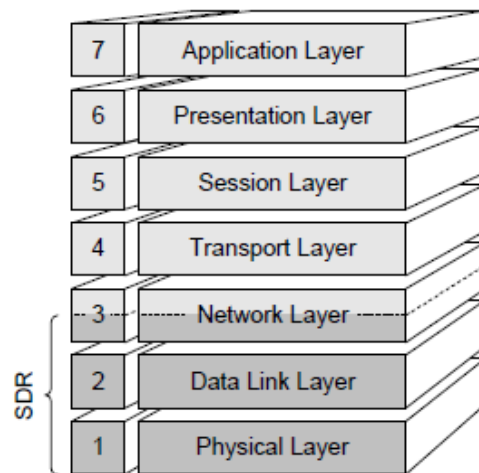 7 Application Layer
6 Presentation Layer
5 Session Layer
4 Transport Layer
3 Network Layer
2 Data Link Layer
1 Physical Layer
SDR